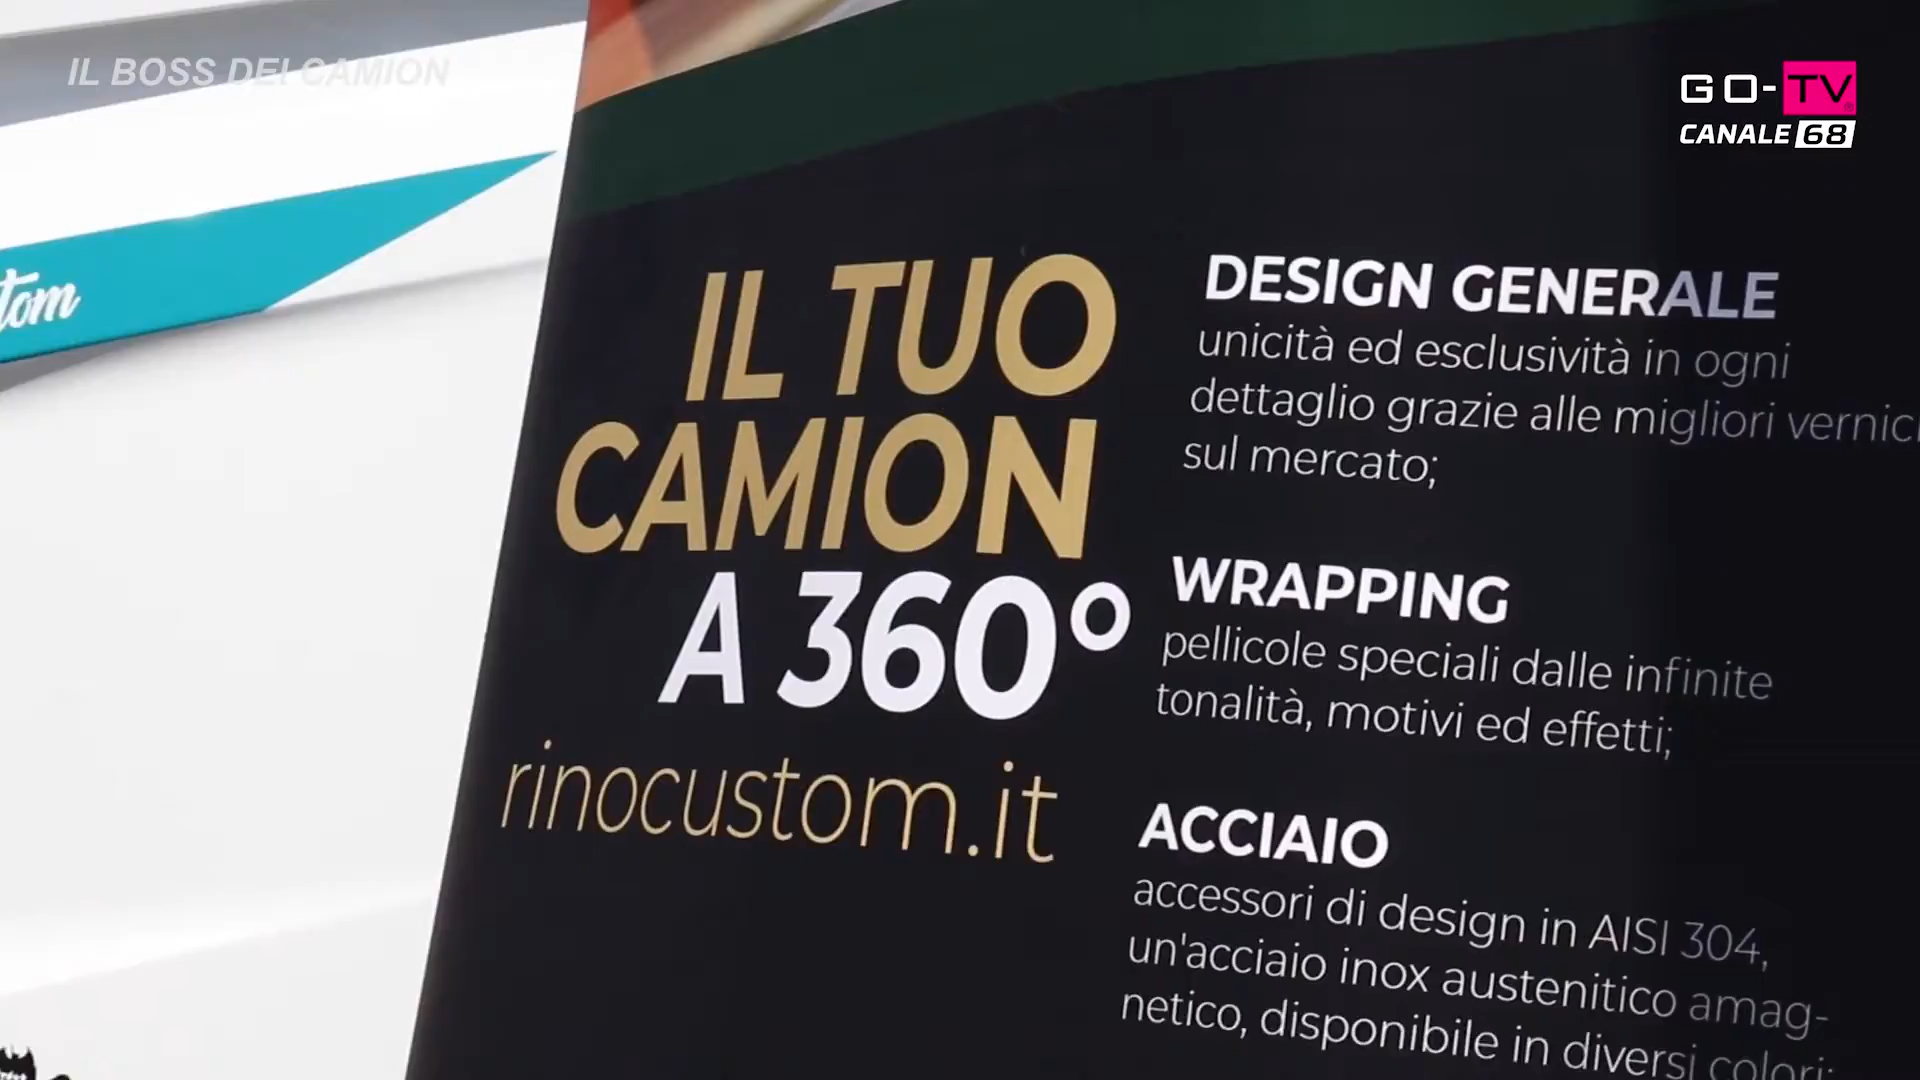 IL BOSS DEI CAMION
GO-TV
CANALE 68
tom
IL TUO
CAMION
A 360°
rinocustom.it
DESIGN GENERALE
unicità ed esclusività in ogni
dettaglio grazie alle migliori vernici
sul mercato;
WRAPPING
pellicole speciali dalle infinite
tonalità, motivi ed effetti;
ACCIAIO
accessori di design in AISI 304,
un'acciaio inox austenitico amag-
netico, disponibile in diversi colori;